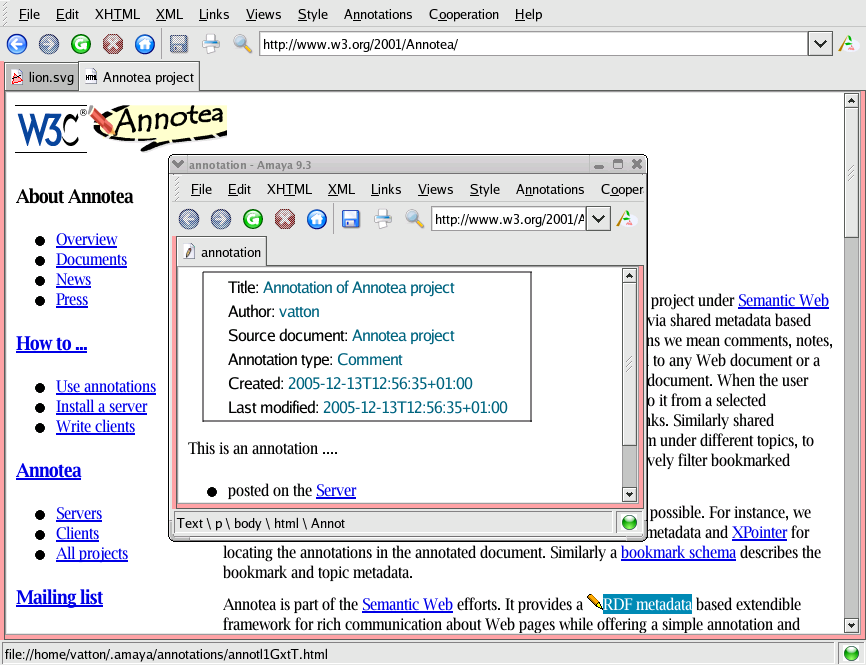 File Edit XHTML XML Links Views Style Annotations Cooperation Help
http://www.w3.org/2001/Annotea/
lion.svg Annotea project
W3C® Annotea
About Annotea
Overview
Documents
News
Press
How to ...
Use annotations
Install a server
Write clients
Annotea
Servers
Clients
All projects
Mailing list
annotation - Amaya 9.3
File Edit XHTML XML Links Views Style Annotations Cooper
http://www.w3.org/2001/A
annotation
Title: Annotation of Annotea project
Author: vatton
Source document: Annotea project
Annotation type: Comment
Created: 2005-12-13T12:56:35+01:00
Last modified: 2005-12-13T12:56:35+01:00
This is an annotation ....
posted on the Server
Text \ p \ body \ html \ Annot
project under Semantic Web
via shared metadata based
ns we mean comments, notes,
to any Web document or a
document. When the user
o it from a selected
nks. Similarly shared
m under different topics, to
vely filter bookmarked
possible. For instance, we
metadata and XPointer for
locating the annotations in the annotated document. Similarly a bookmark schema describes the
bookmark and topic metadata.
Annotea is part of the Semantic Web efforts. It provides a RDF metadata based extendible
framework for rich communication about Web pages while offering a simple annotation and
file://home/vatton/.amaya/annotations/annotl1GxtT.html